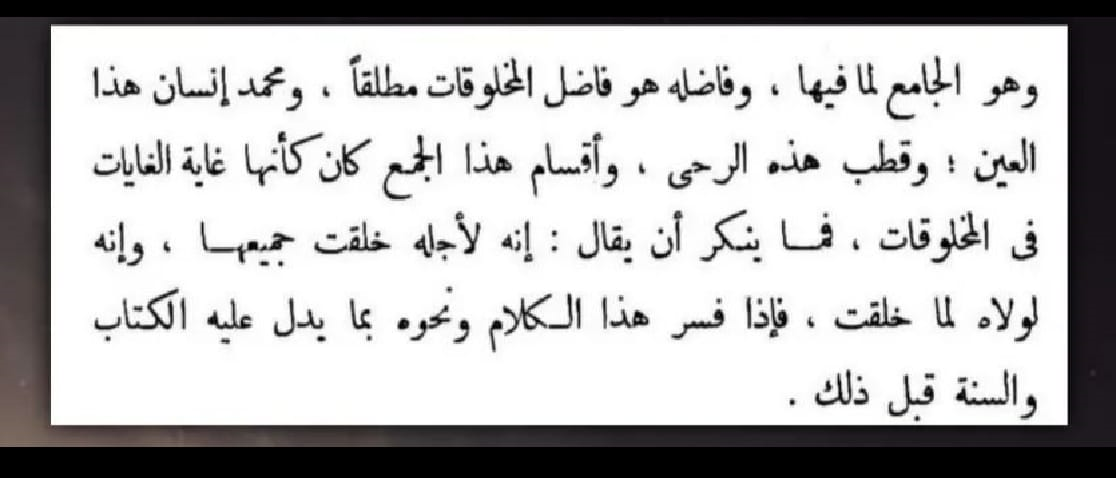 وهو الجامع لما فيها ، وفاضله هو فاضل المخلوقات مطلقاً ، ومحمد إنسان هذا
العين ؛ وقطب هذه الرحى ، وأقسام هذا الجمع كان كأنها غاية الغايات
فى المخلوقات ، فما ينكر أن يقال : إنه لأجله خلقت جميعها ، وإنه
لولاه لما خلقت ، فإذا فسر هذا الكلام ونحوه بما يدل عليه الكتاب
والسنة قبل ذلك .